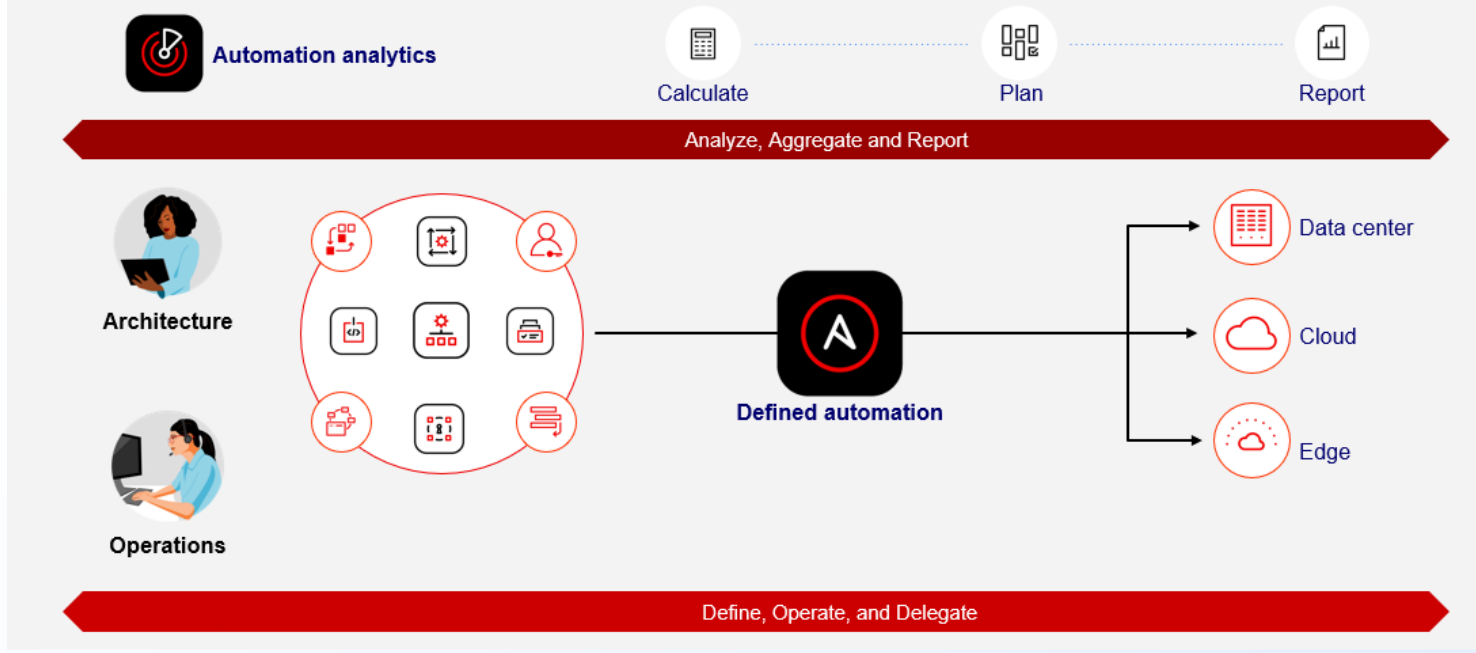 Automation analytics
Calculate
Plan
Report
Analyze, Aggregate and Report
Architecture
Data center
Cloud
Defined automation
Edge
Operations
Define, Operate, and Delegate